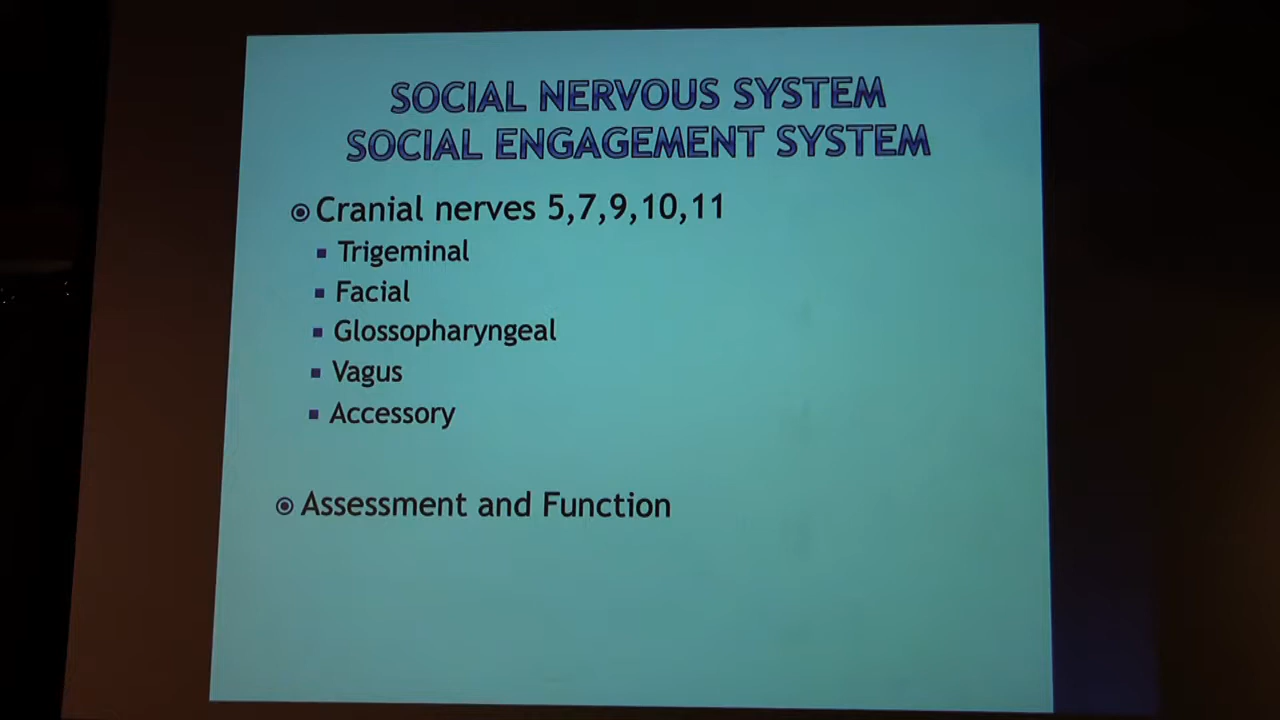 SOCIAL NERVOUS SYSTEM
SOCIAL ENGAGEMENT SYSTEM
Cranial nerves 5,7,9,10,11
Trigeminal
Facial
Glossopharyngeal
Vagus
Accessory
Assessment and Function